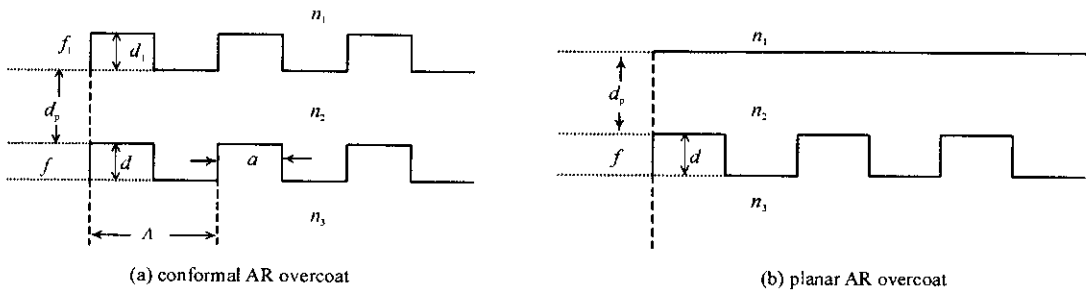 n₁
f₁
d₁
dₚ
n₂
f
d
a
n₃
Λ
(a) conformal AR overcoat
n₁
dₚ
n₂
f
d
n₃
(b) planar AR overcoat